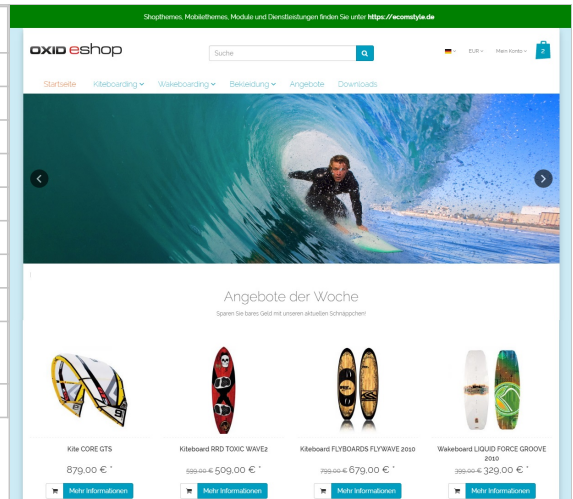 Shopthemes, Mobilethemes, Module und Dienstleistungen finden Sie unter https://ecomstyle.de
OXID eshop
Suche
EUR
Mein Konto
2
Startseite Kiteboarding Wakeboarding Bekleidung Angebote Downloads
Angebote der Woche
Sparen Sie bares Geld mit unseren aktuellen Schnäppchen!
Kite CORE GTS
879,00 € *
Mehr Informationen
Kiteboard RRD TOXIC WAVE2
599,00 € 509,00 € *
Mehr Informationen
Kiteboard FLYBOARDS FLYWAVE 2010
799,00 € 679,00 € *
Mehr Informationen
Wakeboard LIQUID FORCE GROOVE
2010
399,00 € 329,00 € *
Mehr Informationen